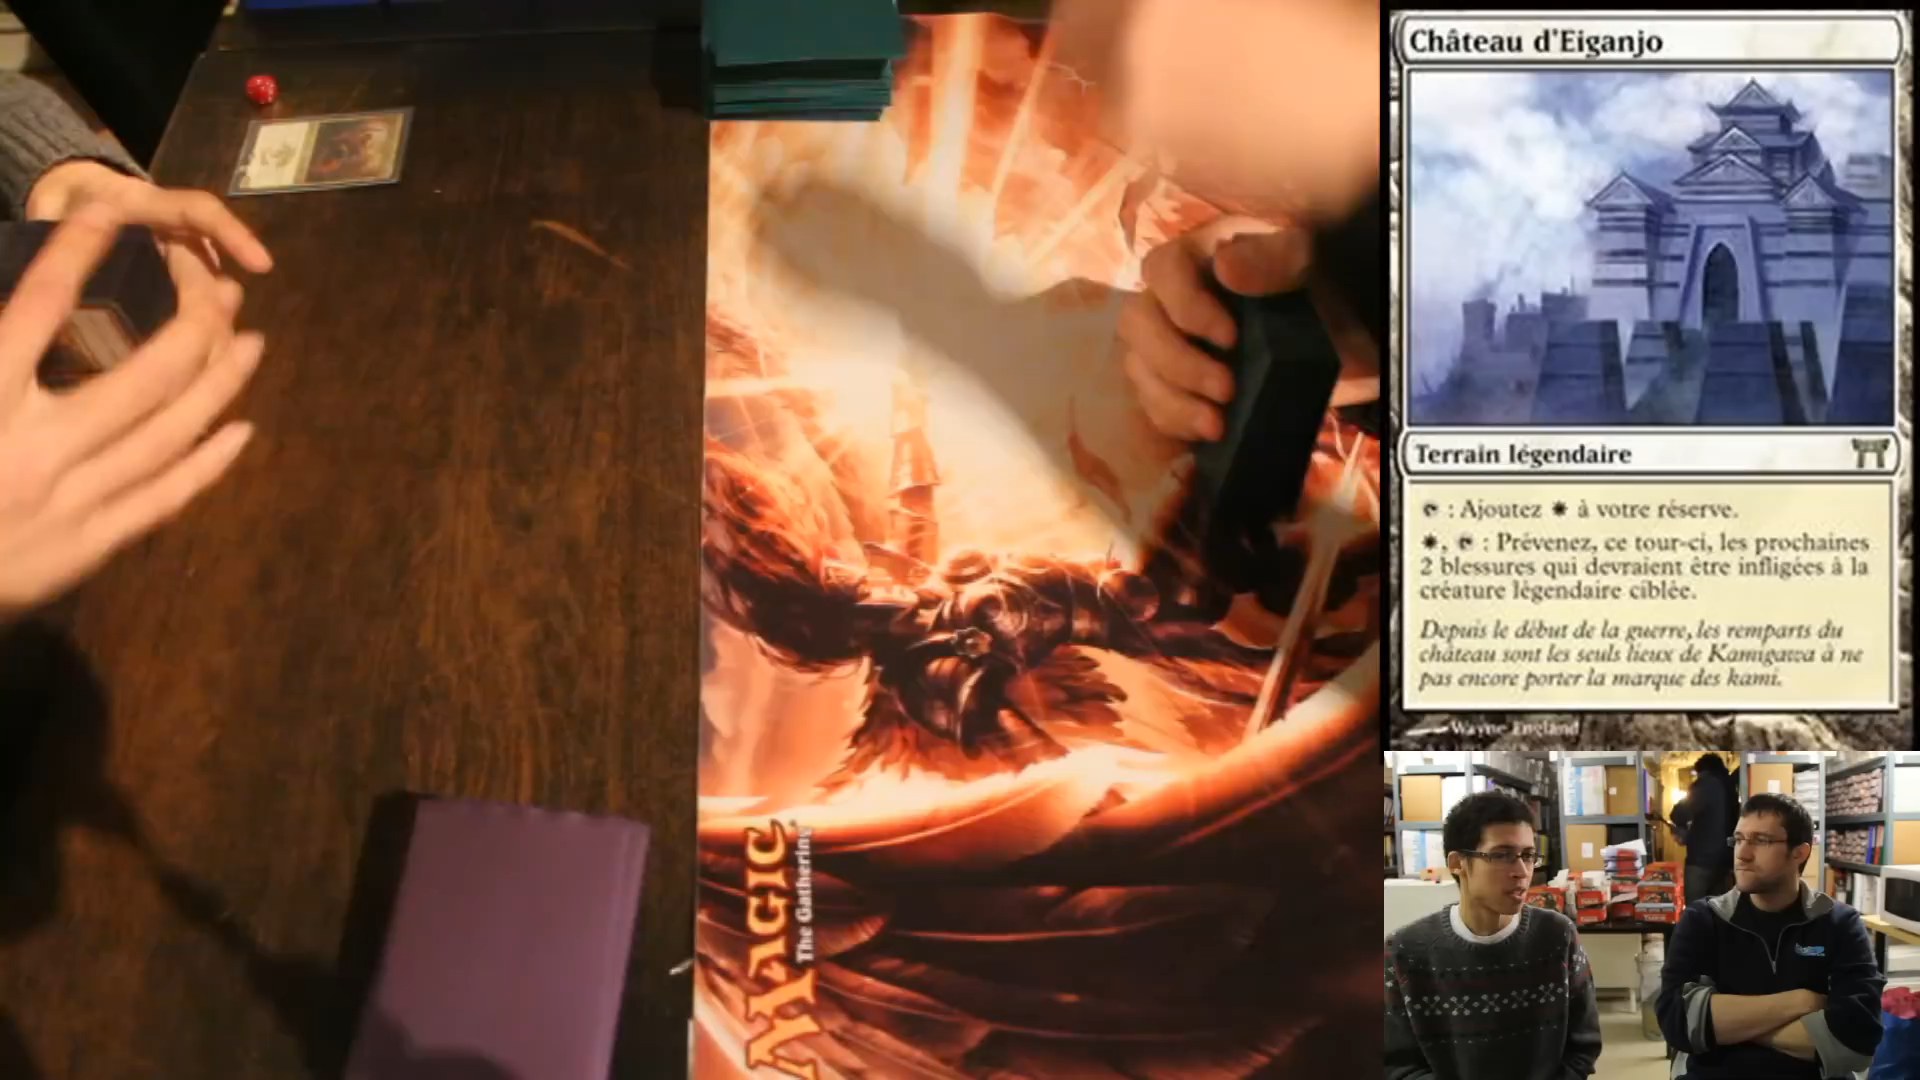 Château d'Eiganjo
Terrain légendaire
: Ajoutez à votre réserve.
, : Prévenez, ce tour-ci, les prochaines
2 blessures qui devraient être infligées à la
créature légendaire ciblée.
Depuis le début de la guerre, les remparts du
château sont les seuls lieux de Kamigawa à ne
pas encore porter la marque des kami.
Wayne England
MAGIC
The Gathering